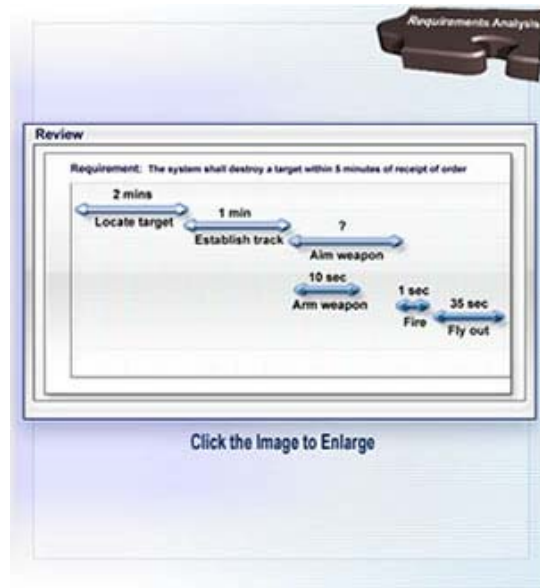 Requirements Analysis
Review
Requirement: The system shall destroy a target within 5 minutes of receipt of order
2 mins
Locate target
1 min
Establish track
?
Aim weapon
10 sec
Arm weapon
1 sec
Fire
35 sec
Fly out
Click the Image to Enlarge